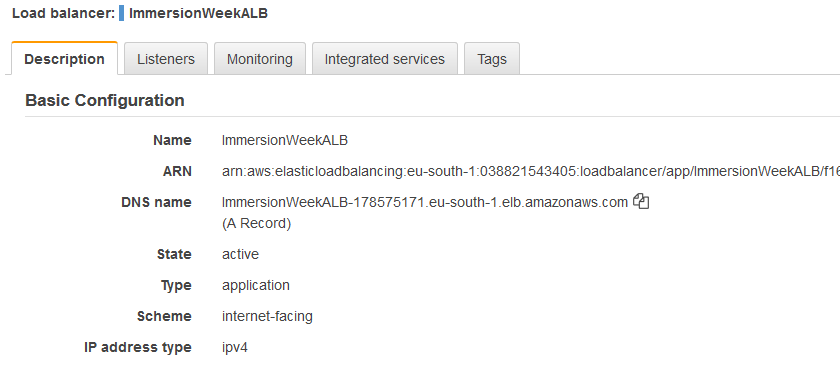 Load balancer: ImmersionWeekALB
Description Listeners Monitoring Integrated services Tags
Basic Configuration
Name ImmersionWeekALB
ARN arn:aws:elasticloadbalancing:eu-south-1:038821543405:loadbalancer/app/ImmersionWeekALB/f16
DNS name ImmersionWeekALB-178575171.eu-south-1.elb.amazonaws.com
(A Record)
State active
Type application
Scheme internet-facing
IP address type ipv4